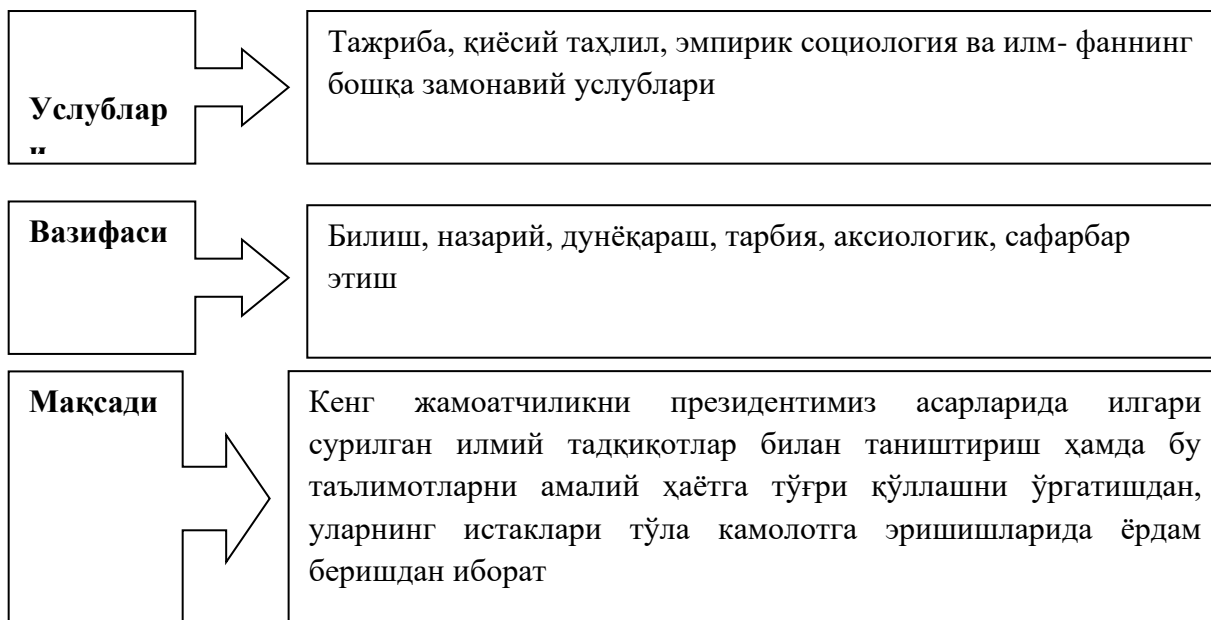 Услублар
и
Тажриба, қиёсий таҳлил, эмпирик социология ва илм- фаннинг
бошқа замонавий услублари
Вазифаси
Билиш, назарий, дунёқараш, тарбия, аксиологик, сафарбар
этиш
Мақсади
Кенг жамоатчиликни президентимиз асарларида илгари
сурилган илмий тадқиқотлар билан таништириш ҳамда бу
таълимотларни амалий ҳаётга тўғри қўллашни ўргатишдан,
уларнинг истаклари тўла камолотга эришишларида ёрдам
беришдан иборат